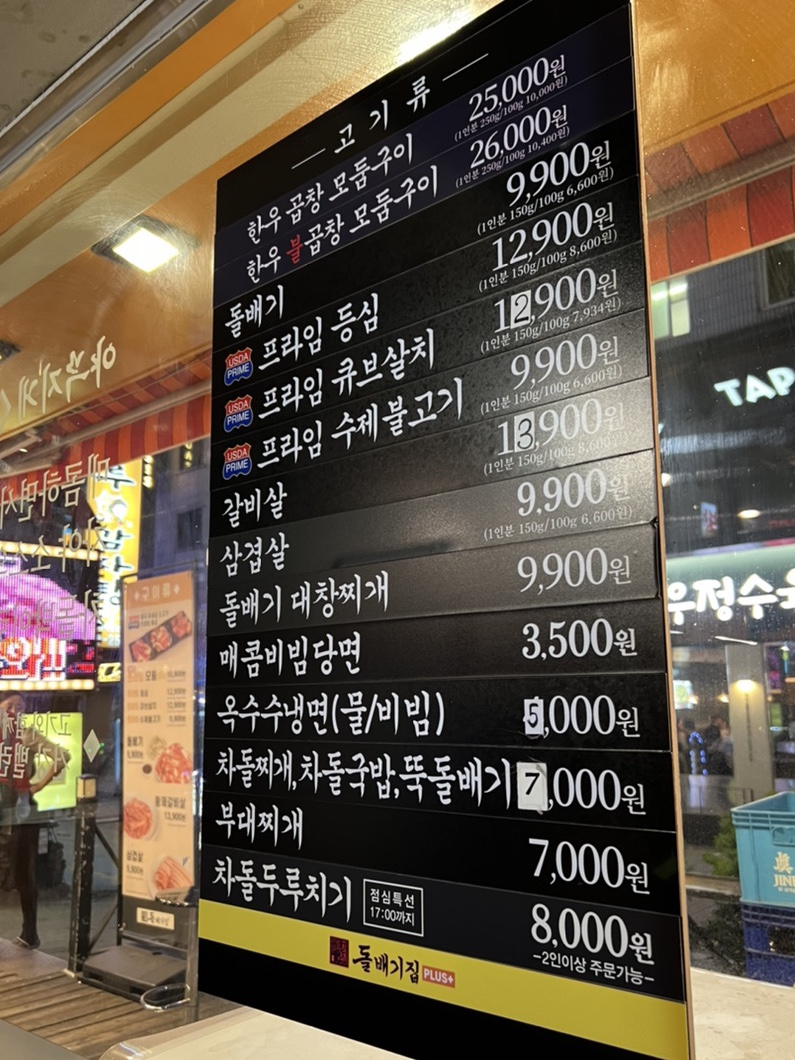 고기류
한우 곱창 모둠구이 25,000원
(1인분 250g/100g 10,000원)
한우 불곱창 모둠구이 26,000원
(1인분 250g/100g 10,400원)
돌배기 9,900원
(1인분 150g/100g 6,600원)
USDA PRIME 프라임 등심 12,900원
(1인분 150g/100g 8,600원)
USDA PRIME 프라임 큐브살치 12,900원
(1인분 150g/100g 7,934원)
USDA PRIME 프라임 수제불고기 9,900원
(1인분 150g/100g 6,600원)
갈비살 13,900원
(1인분 150g/100g 8,600원)
삼겹살 9,900원
(1인분 150g/100g 6,600원)
돌배기 대창찌개 9,900원
매콤비빔당면 3,500원
옥수수냉면(물/비빔) 5,000원
차돌찌개,차돌국밥,뚝돌배기 7,000원
부대찌개 7,000원
차돌두루치기 점심특선 17:00까지 8,000원
-2인이상 주문가능-
돌배기집 PLUS+
TAP
우정수
JIN